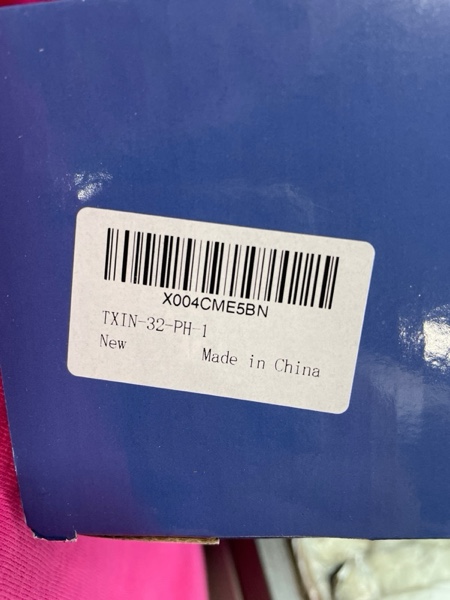 X004CME5BN
TXIN-32-PH-1
New
Made in China